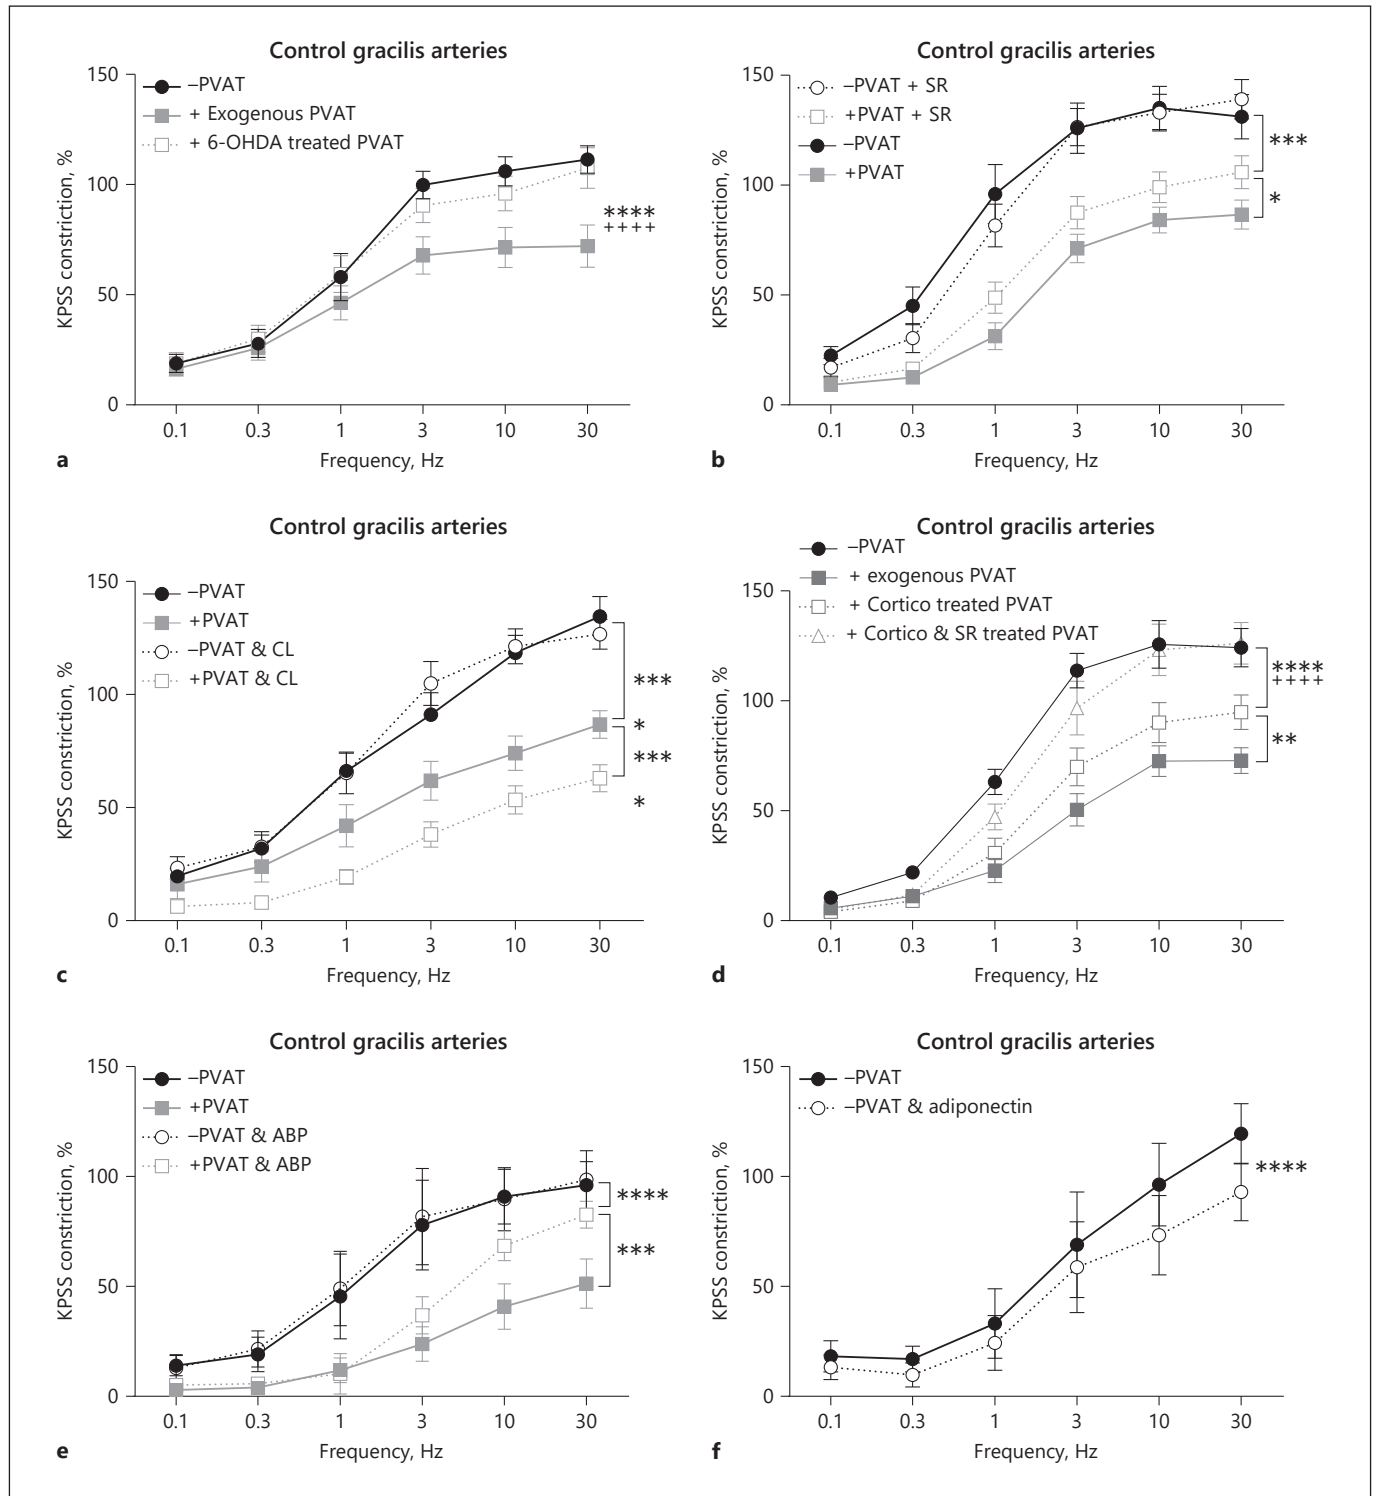 Control gracilis arteries
–PVAT
+ Exogenous PVAT
+ 6-OHDA treated PVAT
KPSS constriction, %
150
100
50
0
****
++++
0.1 0.3 1 3 10 30
Frequency, Hz
a
Control gracilis arteries
–PVAT + SR
+PVAT + SR
–PVAT
+PVAT
KPSS constriction, %
150
100
50
0
***
*
0.1 0.3 1 3 10 30
Frequency, Hz
b
Control gracilis arteries
–PVAT
+PVAT
–PVAT & CL
+PVAT & CL
KPSS constriction, %
150
100
50
0
***
*
***
*
0.1 0.3 1 3 10 30
Frequency, Hz
c
Control gracilis arteries
–PVAT
+ exogenous PVAT
+ Cortico treated PVAT
+ Cortico & SR treated PVAT
KPSS constriction, %
150
100
50
0
****
++++
**
0.1 0.3 1 3 10 30
Frequency, Hz
d
Control gracilis arteries
–PVAT
+PVAT
–PVAT & ABP
+PVAT & ABP
KPSS constriction, %
150
100
50
0
****
***
0.1 0.3 1 3 10 30
Frequency, Hz
e
Control gracilis arteries
–PVAT
–PVAT & adiponectin
KPSS constriction, %
150
100
50
0
****
0.1 0.3 1 3 10 30
Frequency, Hz
f